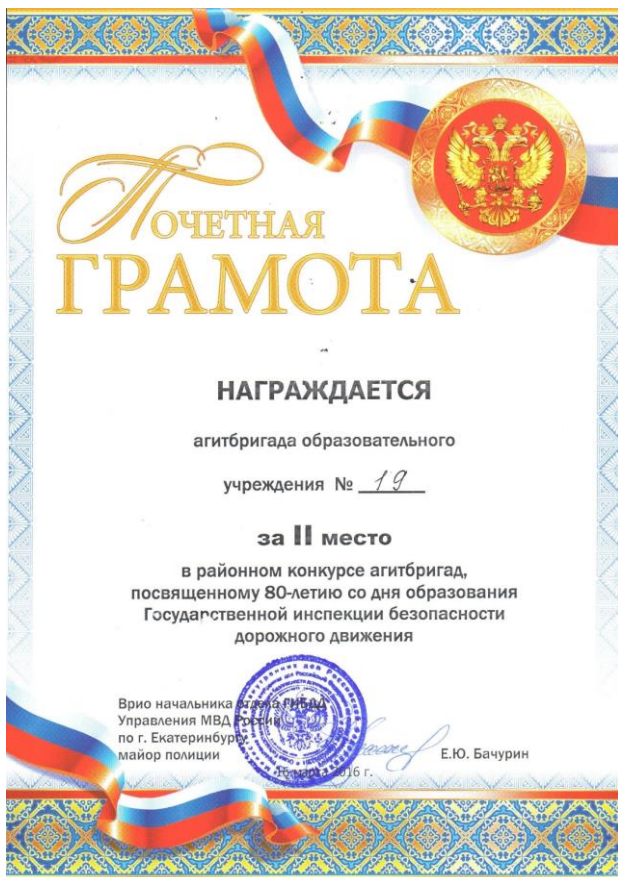 Почетная
ГРАМОТА
НАГРАЖДАЕТСЯ
агитбригада образовательного
учреждения № 19
за II место
в районном конкурсе агитбригад,
посвященному 80-летию со дня образования
Государственной инспекции безопасности
дорожного движения
Врио начальника отдела ГИБДД
Управления МВД России
по г. Екатеринбургу
майор полиции
Е.Ю. Бачурин
16 марта 2016 г.